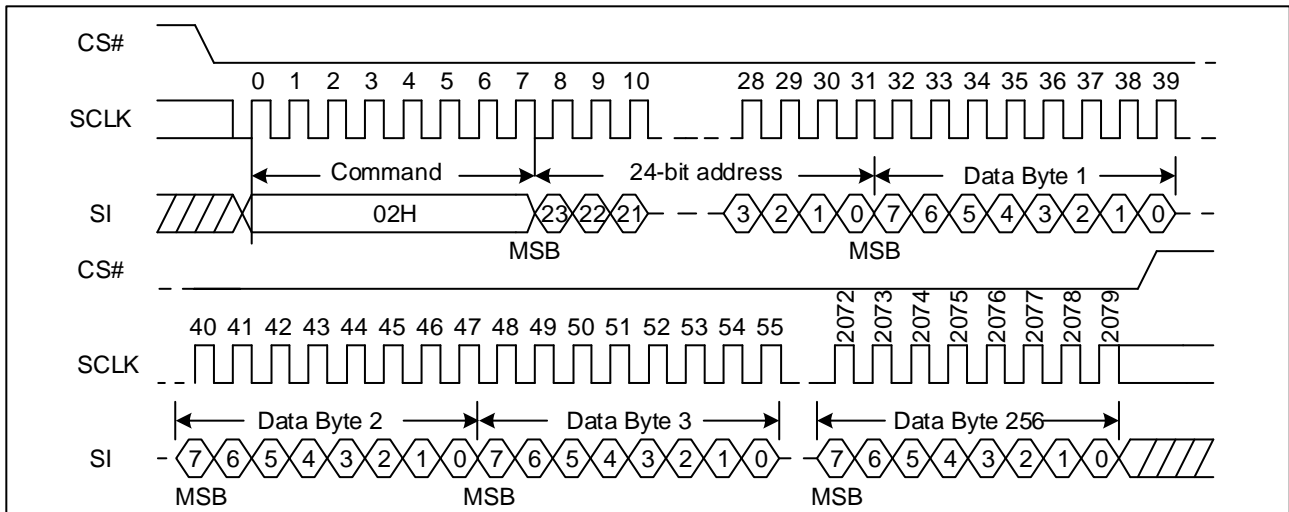 CS#
0 1 2 3 4 5 6 7 8 9 10 28 29 30 31 32 33 34 35 36 37 38 39
SCLK
Command 24-bit address Data Byte 1
SI 02H 23 22 21 3 2 1 0 7 6 5 4 3 2 1 0
MSB MSB
CS#
40 41 42 43 44 45 46 47 48 49 50 51 52 53 54 55 2072 2073 2074 2075 2076 2077 2078 2079
SCLK
Data Byte 2 Data Byte 3 Data Byte 256
SI 7 6 5 4 3 2 1 0 7 6 5 4 3 2 1 0 7 6 5 4 3 2 1 0
MSB MSB MSB